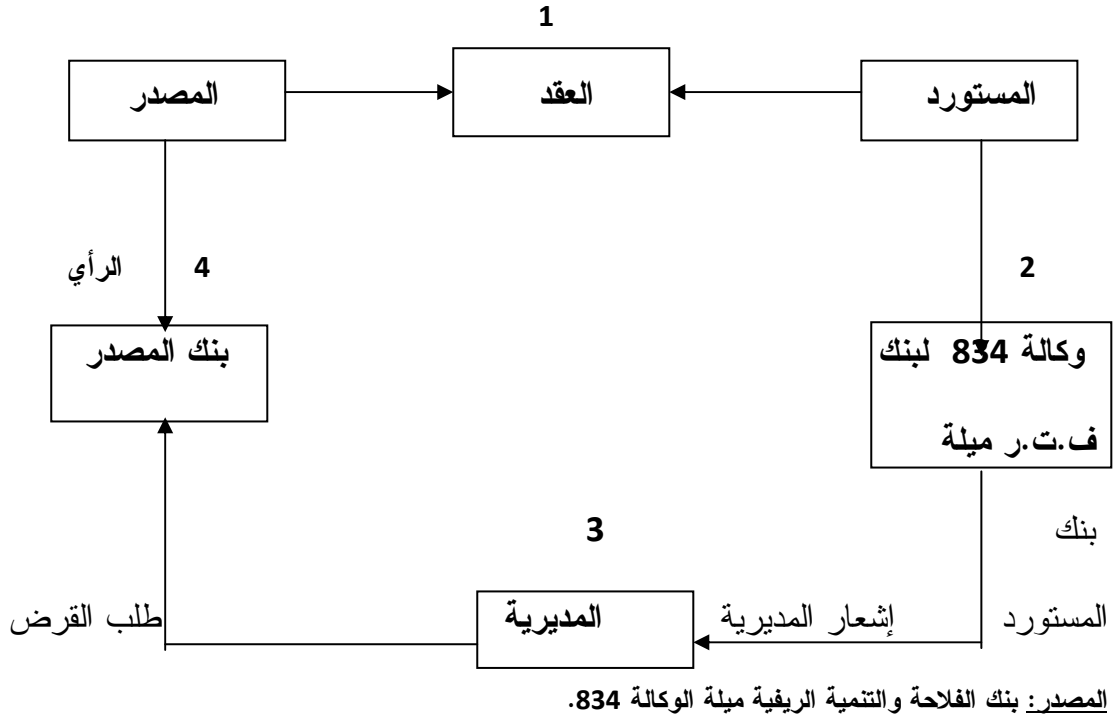 1
المستورد العقد المصدر
2 4 الرأي
وكالة 834 لبنك بنك المصدر
ف.ت.ر ميلة
بنك 3
المستورد إشعار المديرية المديرية طلب القرض
المصدر: بنك الفلاحة والتنمية الريفية ميلة الوكالة 834.